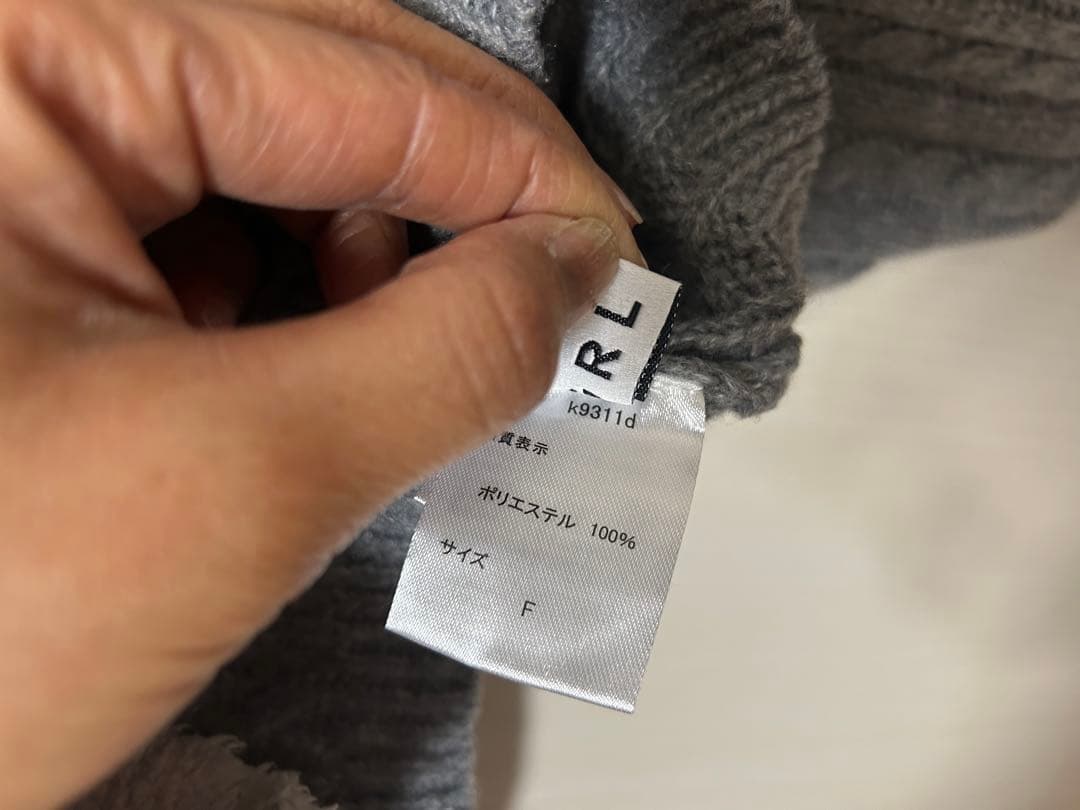 RL
k9311d
質表示
ポリエステル 100%
サイズ
F